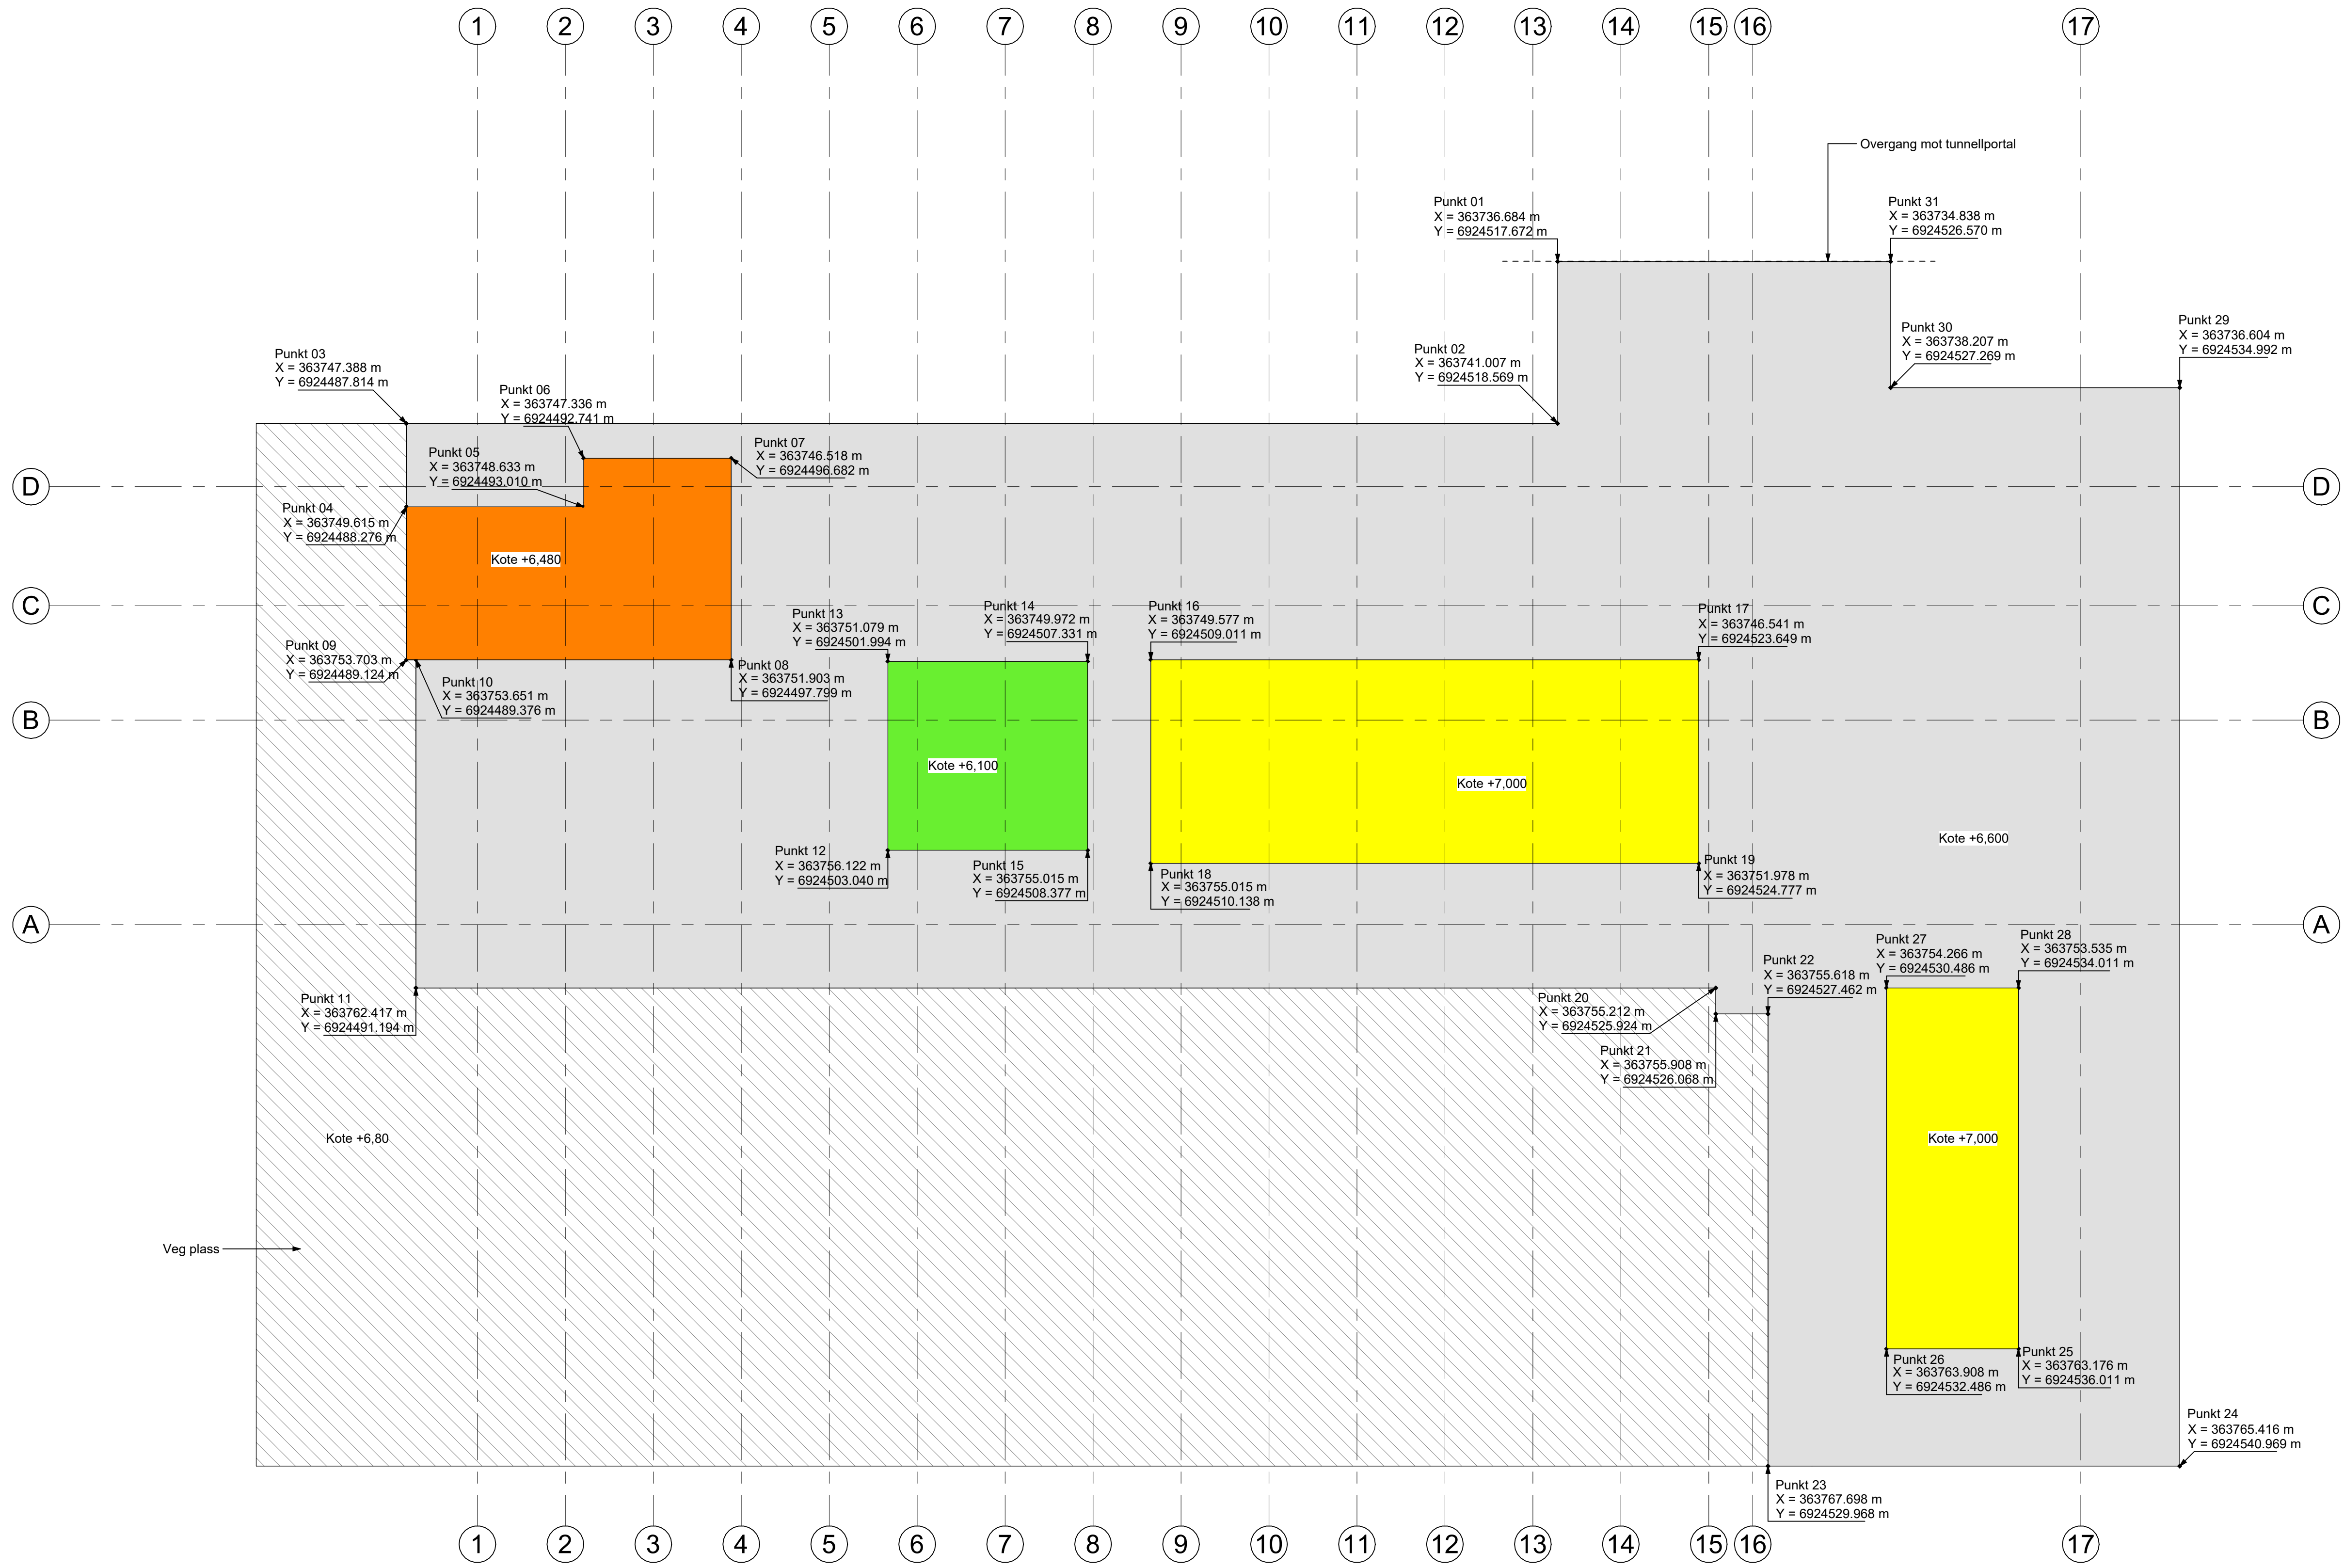 1 2 3 4 5 6 7 8 9 10 11 12 13 14 15 16 17
Overgang mot tunnellportal
Punkt 01
X = 363736.684 m
Y = 6924517.672 m
Punkt 31
X = 363734.838 m
Y = 6924526.570 m
Punkt 02
X = 363741.007 m
Y = 6924518.569 m
Punkt 30
X = 363738.207 m
Y = 6924527.269 m
Punkt 29
X = 363736.604 m
Y = 6924534.992 m
Punkt 03
X = 363747.388 m
Y = 6924487.814 m
Punkt 06
X = 363747.336 m
Y = 6924492.741 m
Punkt 05
X = 363748.633 m
Y = 6924493.010 m
Punkt 07
X = 363746.518 m
Y = 6924496.682 m
D
D
Punkt 04
X = 363749.615 m
Y = 6924488.276 m
Kote +6,480
C
C
Punkt 09
X = 363753.703 m
Y = 6924489.124 m
Punkt 10
X = 363753.651 m
Y = 6924489.376 m
Punkt 08
X = 363751.903 m
Y = 6924497.799 m
Punkt 13
X = 363751.079 m
Y = 6924501.994 m
Punkt 14
X = 363749.972 m
Y = 6924507.331 m
Punkt 16
X = 363749.577 m
Y = 6924509.011 m
Punkt 17
X = 363746.541 m
Y = 6924523.649 m
B
B
Kote +6,100
Kote +7,000
Kote +6,600
Punkt 12
X = 363756.122 m
Y = 6924503.040 m
Punkt 15
X = 363755.015 m
Y = 6924508.377 m
Punkt 18
X = 363755.015 m
Y = 6924510.138 m
Punkt 19
X = 363751.978 m
Y = 6924524.777 m
A
A
Punkt 11
X = 363762.417 m
Y = 6924491.194 m
Punkt 20
X = 363755.212 m
Y = 6924525.924 m
Punkt 21
X = 363755.908 m
Y = 6924526.068 m
Punkt 22
X = 363755.618 m
Y = 6924527.462 m
Punkt 27
X = 363754.266 m
Y = 6924530.486 m
Punkt 28
X = 363753.535 m
Y = 6924534.011 m
Kote +6,80
Kote +7,000
Veg plass
Punkt 26
X = 363763.908 m
Y = 6924532.486 m
Punkt 25
X = 363763.176 m
Y = 6924536.011 m
Punkt 24
X = 363765.416 m
Y = 6924540.969 m
Punkt 23
X = 363767.698 m
Y = 6924529.968 m
1 2 3 4 5 6 7 8 9 10 11 12 13 14 15 16 17